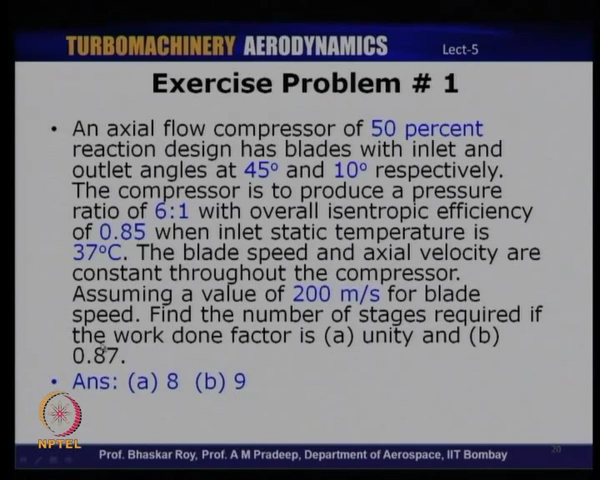 TURBOMACHINERY AERODYNAMICS Lect-5
Exercise Problem # 1
• An axial flow compressor of 50 percent
reaction design has blades with inlet and
outlet angles at 45º and 10º respectively.
The compressor is to produce a pressure
ratio of 6:1 with overall isentropic efficiency
of 0.85 when inlet static temperature is
37ºC. The blade speed and axial velocity are
constant throughout the compressor.
Assuming a value of 200 m/s for blade
speed. Find the number of stages required if
the work done factor is (a) unity and (b)
0.87.
• Ans: (a) 8 (b) 9
NPTEL
Prof. Bhaskar Roy, Prof. A M Pradeep, Department of Aerospace, IIT Bombay
20